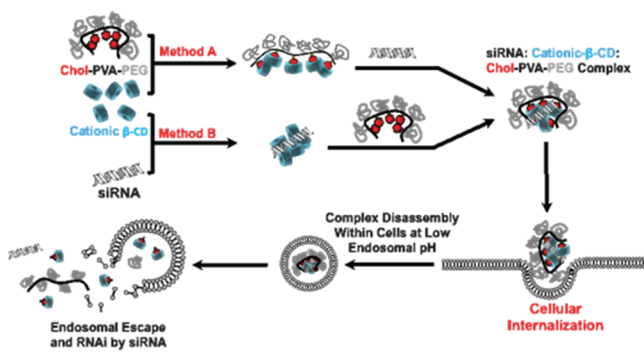 Chol-PVA-PEG
Method A
siRNA: Cationic-β-CD:
Chol-PVA-PEG Complex
Cationic β-CD
Method B
siRNA
Complex Disassembly
Within Cells at Low
Endosomal pH
Cellular
Internalization
Endosomal Escape
and RNAi by siRNA